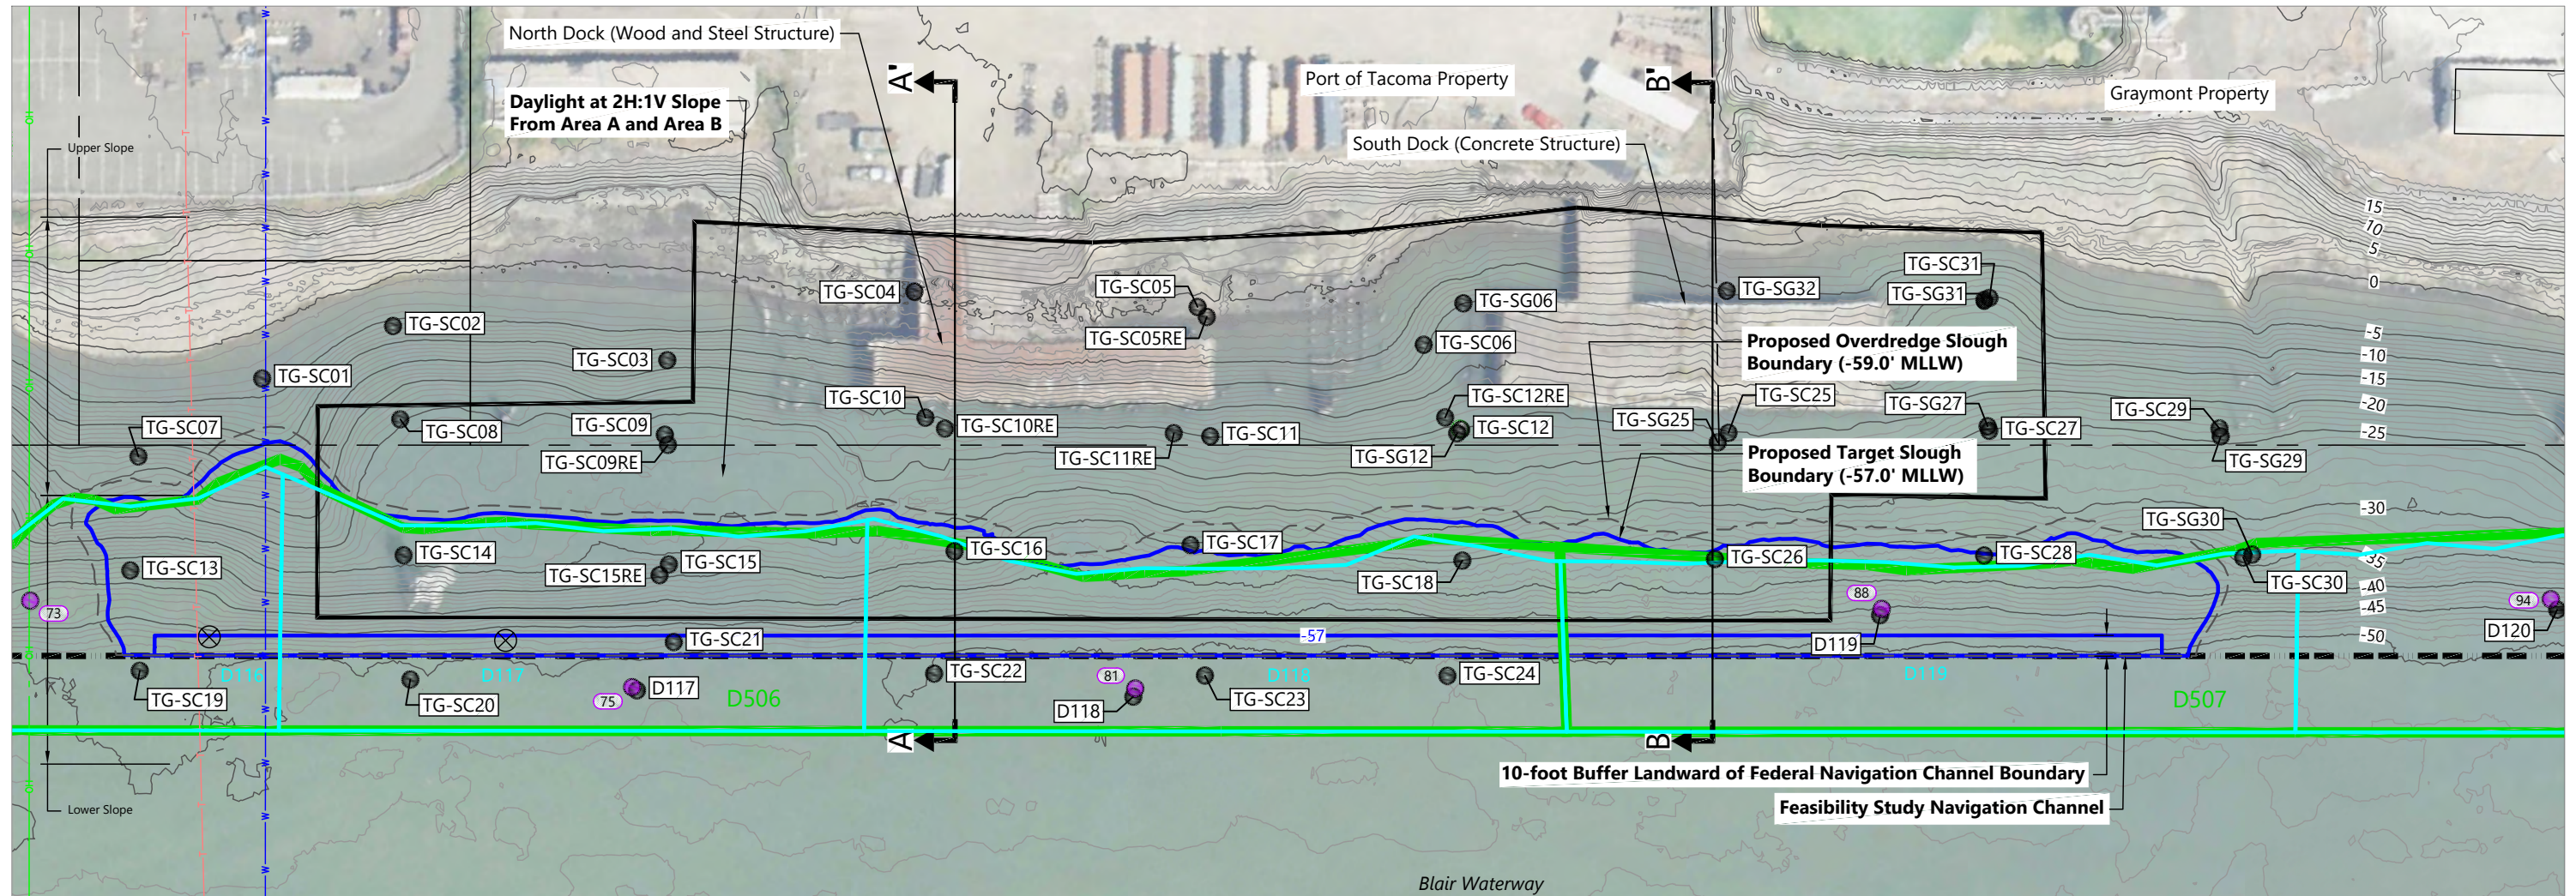 North Dock (Wood and Steel Structure)
A'
B'
Port of Tacoma Property
Graymont Property
Daylight at 2H:1V Slope
From Area A and Area B
South Dock (Concrete Structure)
Upper Slope
OH
W
T
15
10
5
0
-5
-10
-15
-20
-25
-30
-35
-40
-45
-50
TG-SC31
TG-SG31
TG-SG32
TG-SC04
TG-SC05
TG-SC05RE
TG-SG06
TG-SC06
TG-SC02
TG-SC03
TG-SC01
Proposed Overdredge Slough
Boundary (-59.0' MLLW)
TG-SC07
TG-SC08
TG-SC09
TG-SC09RE
TG-SC10
TG-SC10RE
TG-SC11RE
TG-SC11
TG-SC12RE
TG-SC12
TG-SG12
TG-SG25
TG-SC25
TG-SG27
TG-SC27
TG-SC29
TG-SG29
Proposed Target Slough
Boundary (-57.0' MLLW)
TG-SC13
TG-SC14
TG-SC15
TG-SC15RE
TG-SC16
TG-SC17
TG-SC18
TG-SC26
TG-SC28
TG-SG30
TG-SC30
73
88
94
D119
D120
-57
TG-SC21
TG-SC19
D116
TG-SC20
D117
75
D117
D506
TG-SC22
81
D118
TG-SC23
D118
TG-SC24
D119
D507
A
B
10-foot Buffer Landward of Federal Navigation Channel Boundary
Feasibility Study Navigation Channel
Lower Slope
Blair Waterway